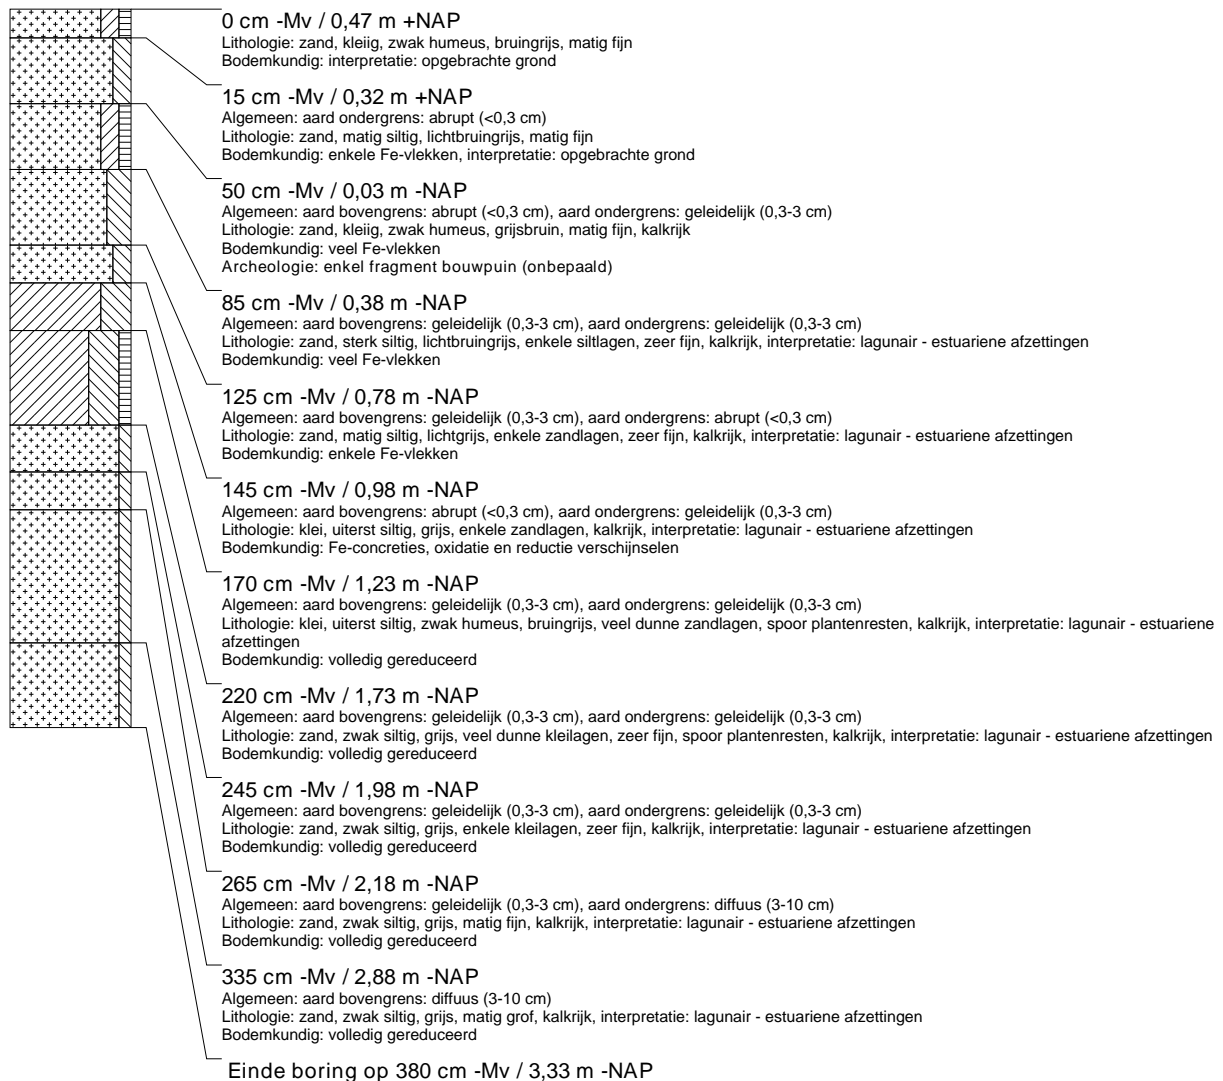 0 cm -Mv / 0,47 m +NAP
Lithologie: zand, kleiig, zwak humeus, bruingrijs, matig fijn
Bodemkundig: interpretatie: opgebrachte grond
15 cm -Mv / 0,32 m +NAP
Algemeen: aard ondergrens: abrupt (<0,3 cm)
Lithologie: zand, matig siltig, lichtbruingrijs, matig fijn
Bodemkundig: enkele Fe-vlekken, interpretatie: opgebrachte grond
50 cm -Mv / 0,03 m -NAP
Algemeen: aard bovengrens: abrupt (<0,3 cm), aard ondergrens: geleidelijk (0,3-3 cm)
Lithologie: zand, kleiig, zwak humeus, grijsbruin, matig fijn, kalkrijk
Bodemkundig: veel Fe-vlekken
Archeologie: enkel fragment bouwpuin (onbepaald)
85 cm -Mv / 0,38 m -NAP
Algemeen: aard bovengrens: geleidelijk (0,3-3 cm), aard ondergrens: geleidelijk (0,3-3 cm)
Lithologie: zand, sterk siltig, lichtbruingrijs, enkele siltlagen, zeer fijn, kalkrijk, interpretatie: lagunair - estuariene afzettingen
Bodemkundig: veel Fe-vlekken
125 cm -Mv / 0,78 m -NAP
Algemeen: aard bovengrens: geleidelijk (0,3-3 cm), aard ondergrens: abrupt (<0,3 cm)
Lithologie: zand, matig siltig, lichtgrijs, enkele zandlagen, zeer fijn, kalkrijk, interpretatie: lagunair - estuariene afzettingen
Bodemkundig: enkele Fe-vlekken
145 cm -Mv / 0,98 m -NAP
Algemeen: aard bovengrens: abrupt (<0,3 cm), aard ondergrens: geleidelijk (0,3-3 cm)
Lithologie: klei, uiterst siltig, grijs, enkele zandlagen, kalkrijk, interpretatie: lagunair - estuariene afzettingen
Bodemkundig: Fe-concreties, oxidatie en reductie verschijnselen
170 cm -Mv / 1,23 m -NAP
Algemeen: aard bovengrens: geleidelijk (0,3-3 cm), aard ondergrens: geleidelijk (0,3-3 cm)
Lithologie: klei, uiterst siltig, zwak humeus, bruingrijs, veel dunne zandlagen, spoor plantenresten, kalkrijk, interpretatie: lagunair - estuariene
afzettingen
Bodemkundig: volledig gereduceerd
220 cm -Mv / 1,73 m -NAP
Algemeen: aard bovengrens: geleidelijk (0,3-3 cm), aard ondergrens: geleidelijk (0,3-3 cm)
Lithologie: zand, zwak siltig, grijs, veel dunne kleilagen, zeer fijn, spoor plantenresten, kalkrijk, interpretatie: lagunair - estuariene afzettingen
Bodemkundig: volledig gereduceerd
245 cm -Mv / 1,98 m -NAP
Algemeen: aard bovengrens: geleidelijk (0,3-3 cm), aard ondergrens: geleidelijk (0,3-3 cm)
Lithologie: zand, zwak siltig, grijs, enkele kleilagen, zeer fijn, kalkrijk, interpretatie: lagunair - estuariene afzettingen
Bodemkundig: volledig gereduceerd
265 cm -Mv / 2,18 m -NAP
Algemeen: aard bovengrens: geleidelijk (0,3-3 cm), aard ondergrens: diffuus (3-10 cm)
Lithologie: zand, zwak siltig, grijs, matig fijn, kalkrijk, interpretatie: lagunair - estuariene afzettingen
Bodemkundig: volledig gereduceerd
335 cm -Mv / 2,88 m -NAP
Algemeen: aard bovengrens: diffuus (3-10 cm)
Lithologie: zand, zwak siltig, grijs, matig grof, kalkrijk, interpretatie: lagunair - estuariene afzettingen
Bodemkundig: volledig gereduceerd
Einde boring op 380 cm -Mv / 3,33 m -NAP